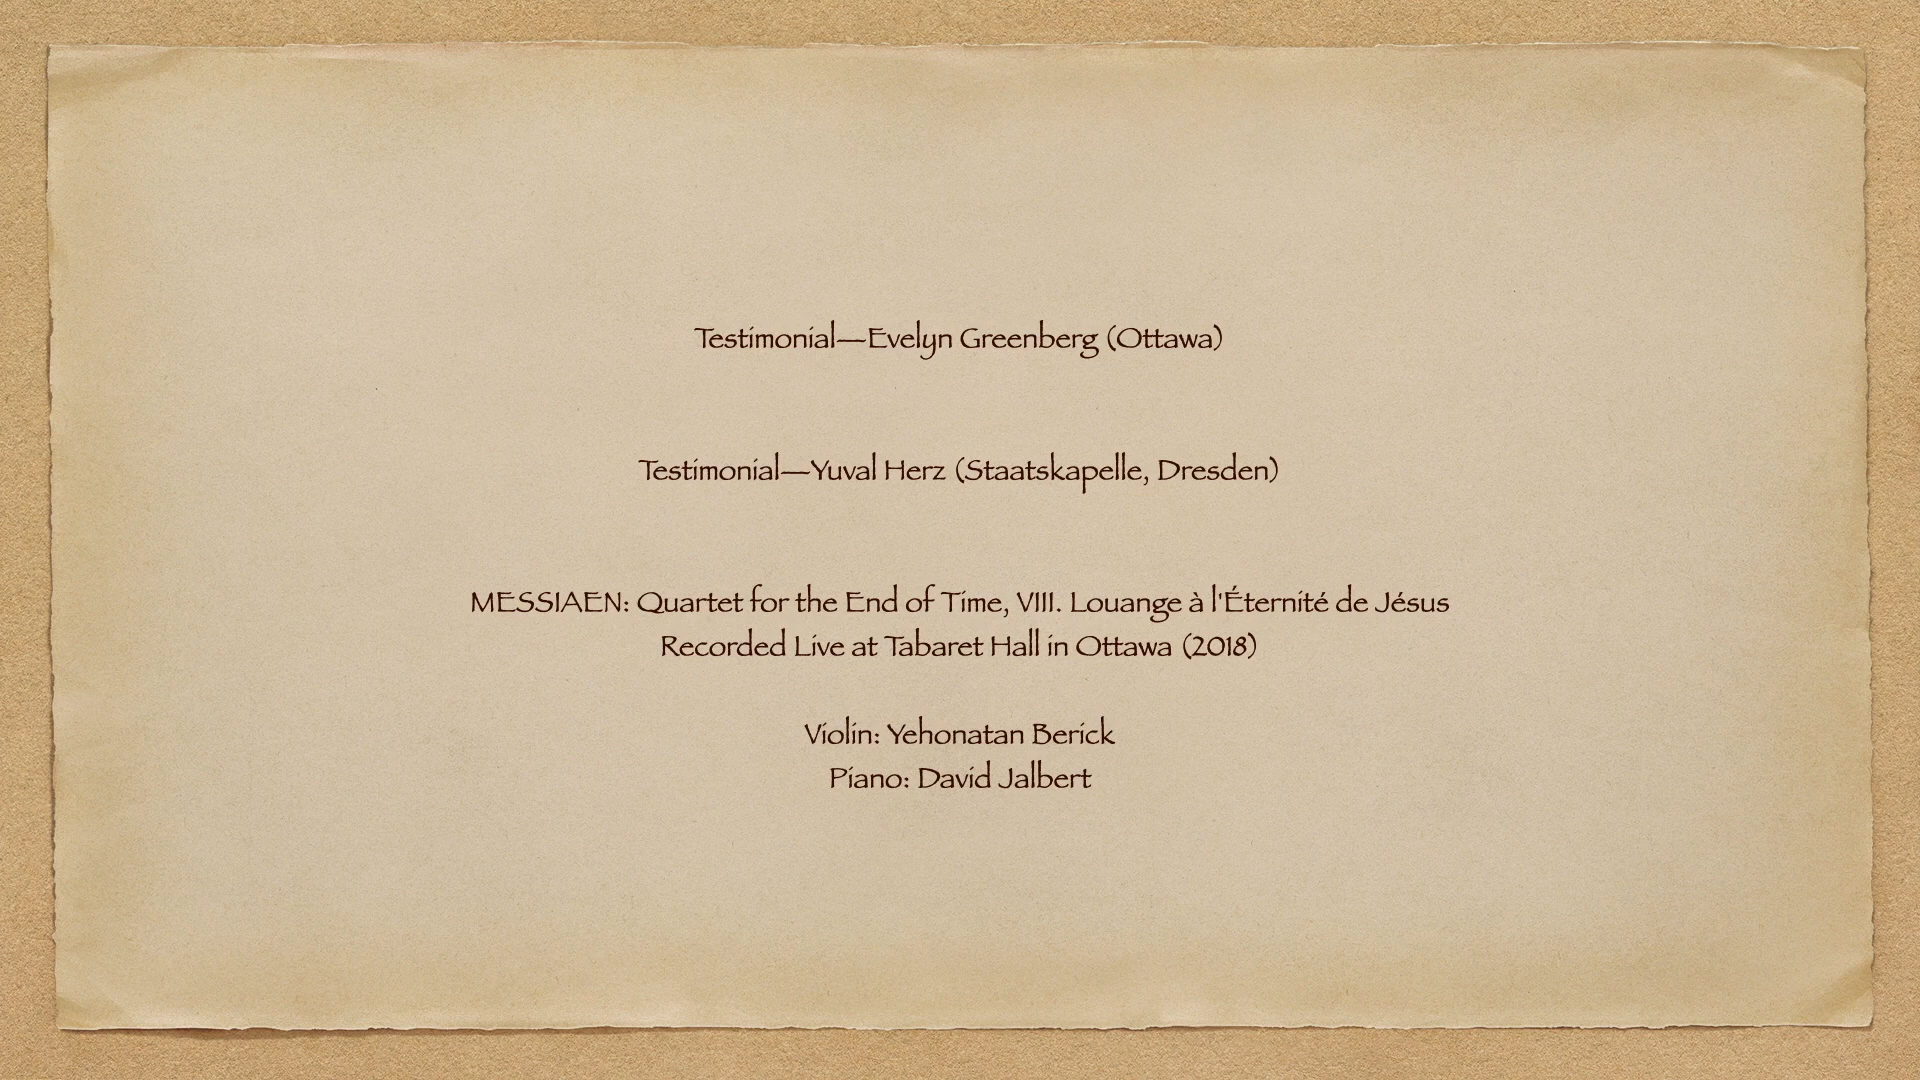 Testimonial—Evelyn Greenberg (Ottawa)
Testimonial—Yuval Herz (Staatskapelle, Dresden)
MESSIAEN: Quartet for the End of Time, VIII. Louange à l'Éternité de Jésus
Recorded Live at Tabaret Hall in Ottawa (2018)
Violin: Yehonatan Berick
Piano: David Jalbert